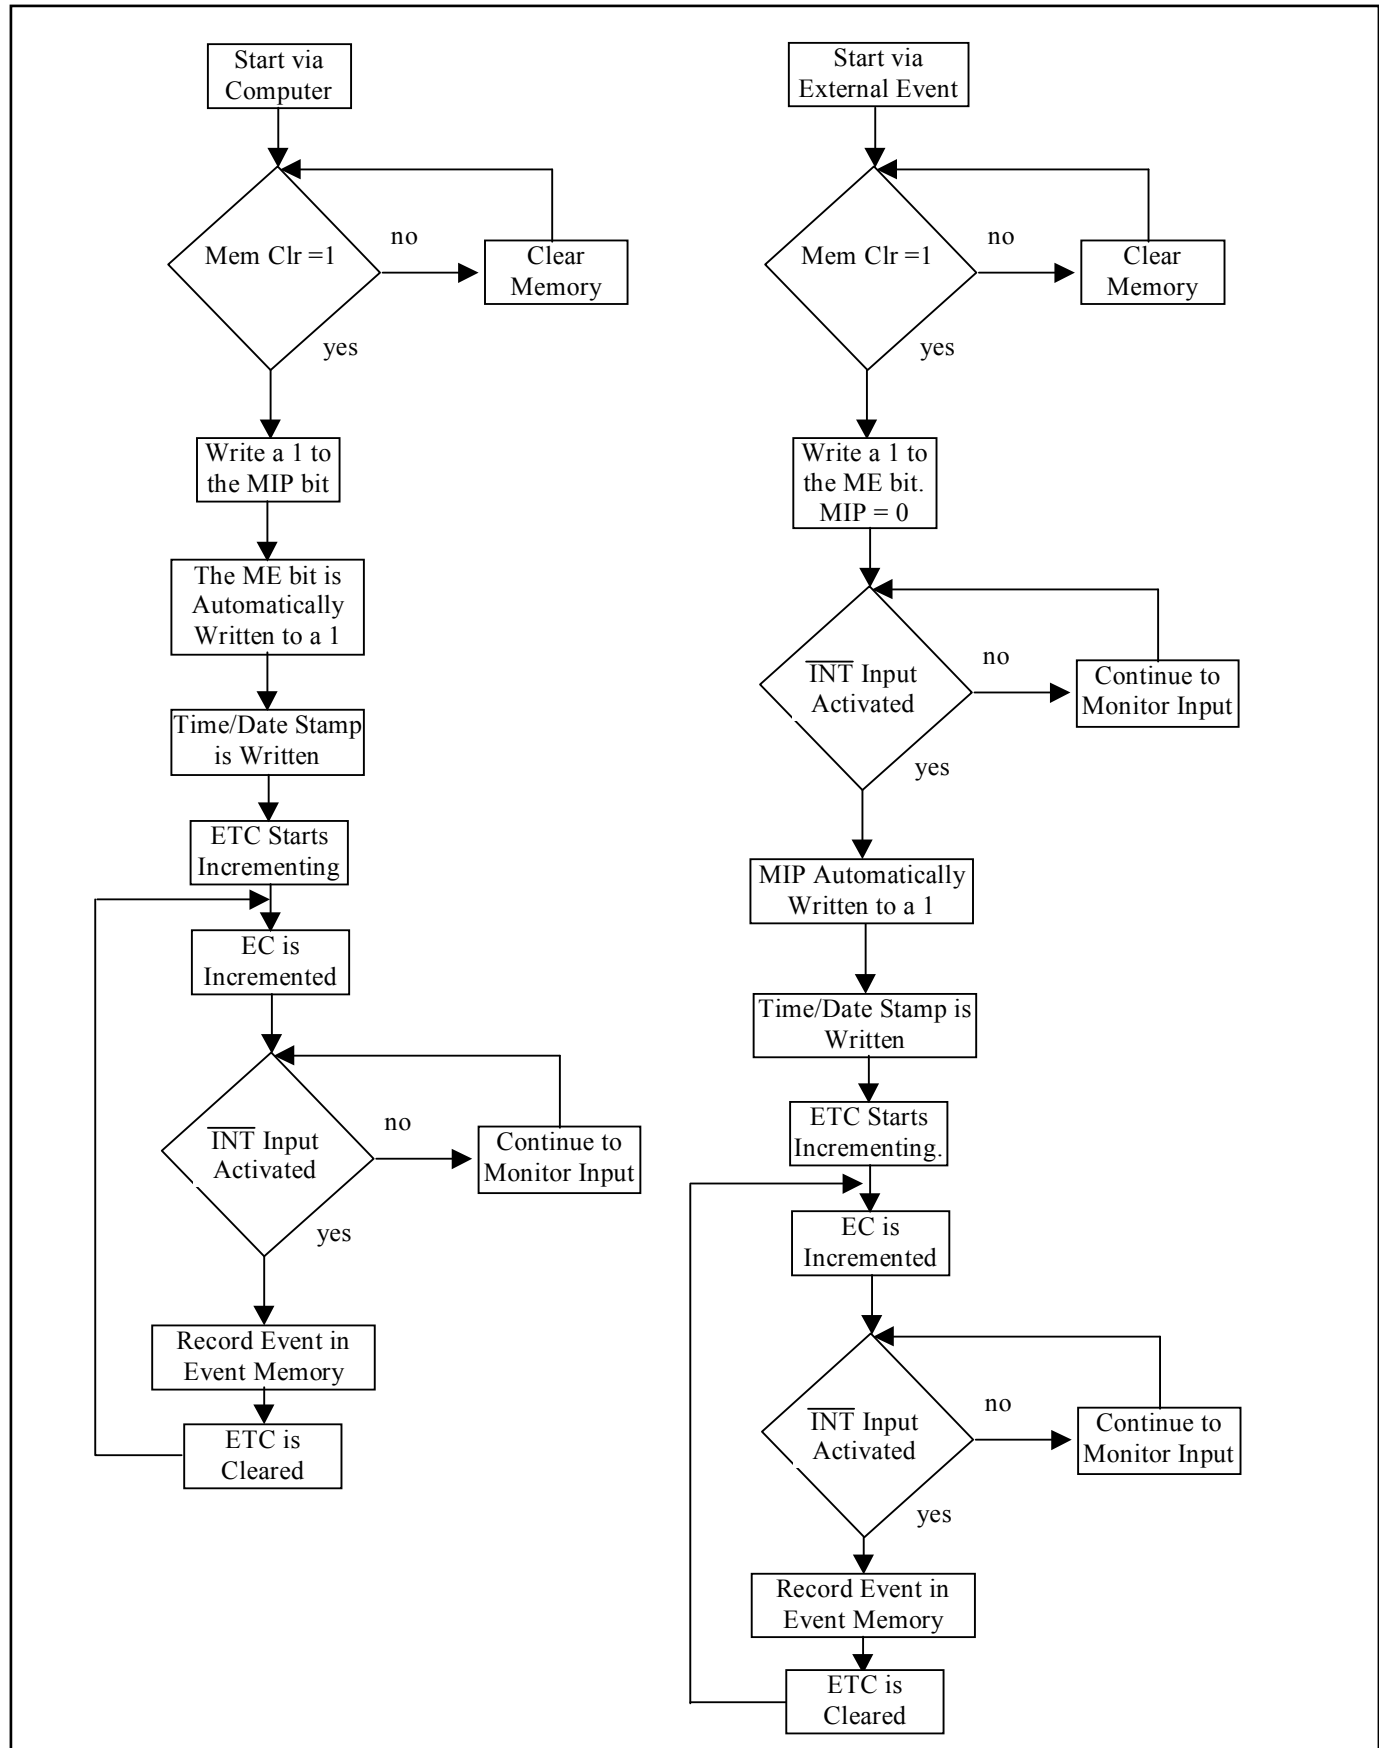 Start via
Computer
Mem Clr =1
no
Clear
Memory
yes
Write a 1 to
the MIP bit
The ME bit is
Automatically
Written to a 1
Time/Date Stamp
is Written
ETC Starts
Incrementing
EC is
Incremented
INT Input
Activated
no
Continue to
Monitor Input
yes
Record Event in
Event Memory
ETC is
Cleared
Start via
External Event
Mem Clr =1
no
Clear
Memory
yes
Write a 1 to
the ME bit.
MIP = 0
INT Input
Activated
no
Continue to
Monitor Input
yes
MIP Automatically
Written to a 1
Time/Date Stamp is
Written
ETC Starts
Incrementing.
EC is
Incremented
INT Input
Activated
no
Continue to
Monitor Input
yes
Record Event in
Event Memory
ETC is
Cleared